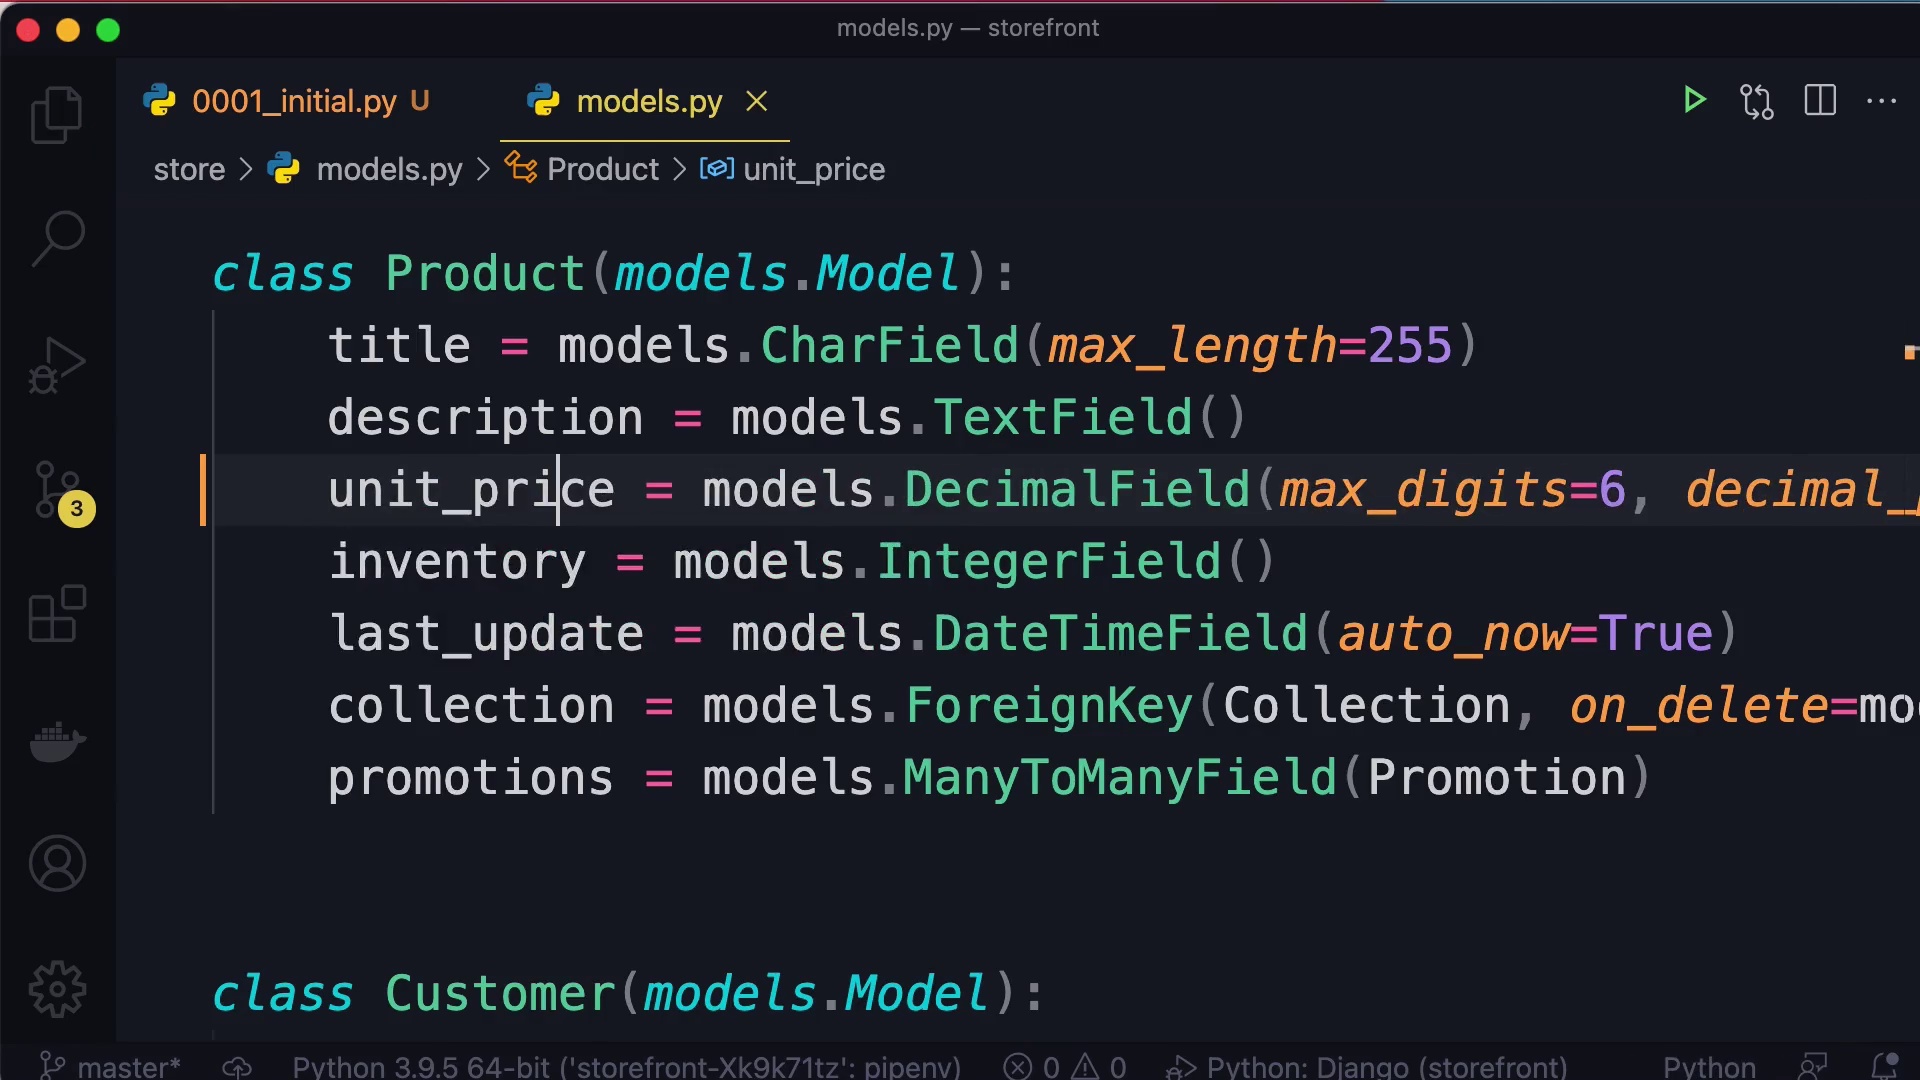 models.py — storefront
0001_initial.py U
models.py
store > models.py > Product > unit_price
class Product(models.Model):
title = models.CharField(max_length=255)
description = models.TextField()
unit_price = models.DecimalField(max_digits=6, decimal_
inventory = models.IntegerField()
last_update = models.DateTimeField(auto_now=True)
collection = models.ForeignKey(Collection, on_delete=mo
promotions = models.ManyToManyField(Promotion)
3
class Customer(models.Model):
master* Python 3.9.5 64-bit ('storefront-Xk9k71tz': pipenv) 0 0 Python: Django (storefront) Python